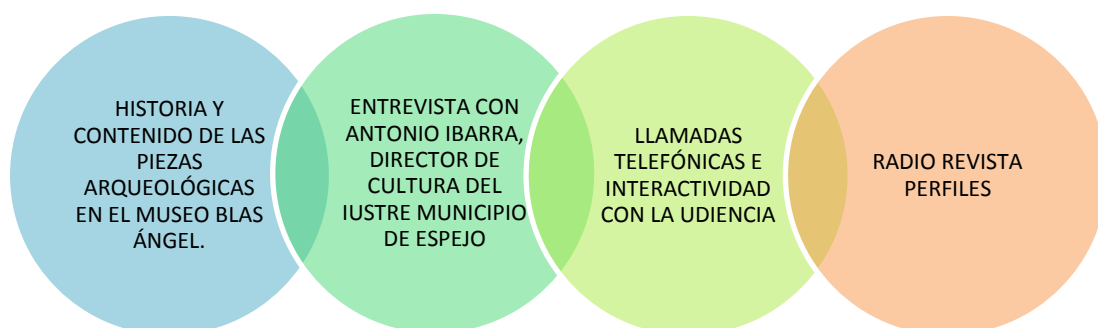 HISTORIA Y
CONTENIDO DE LAS
PIEZAS
ARQUEOLÓGICAS
EN EL MUSEO BLAS
ÁNGEL.
ENTREVISTA CON
ANTONIO IBARRA,
DIRECTOR DE
CULTURA DEL
IUSTRE MUNICIPIO
DE ESPEJO
LLAMADAS
TELEFÓNICAS E
INTERACTIVIDAD
CON LA UDIENCIA
RADIO REVISTA
PERFILES